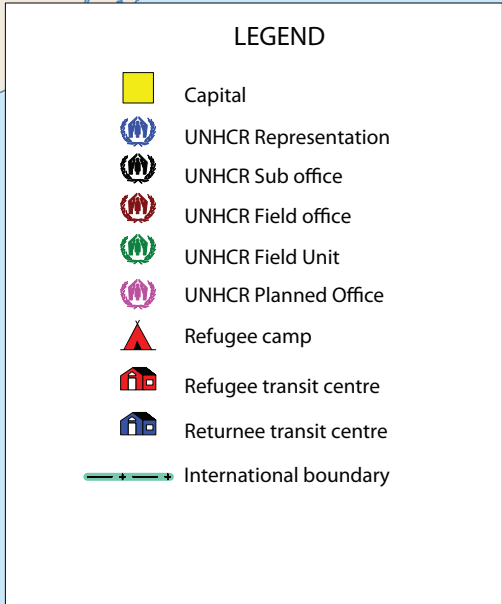 LEGEND
Capital
UNHCR Representation
UNHCR Sub office
UNHCR Field office
UNHCR Field Unit
UNHCR Planned Office
Refugee camp
Refugee transit centre
Returnee transit centre
International boundary